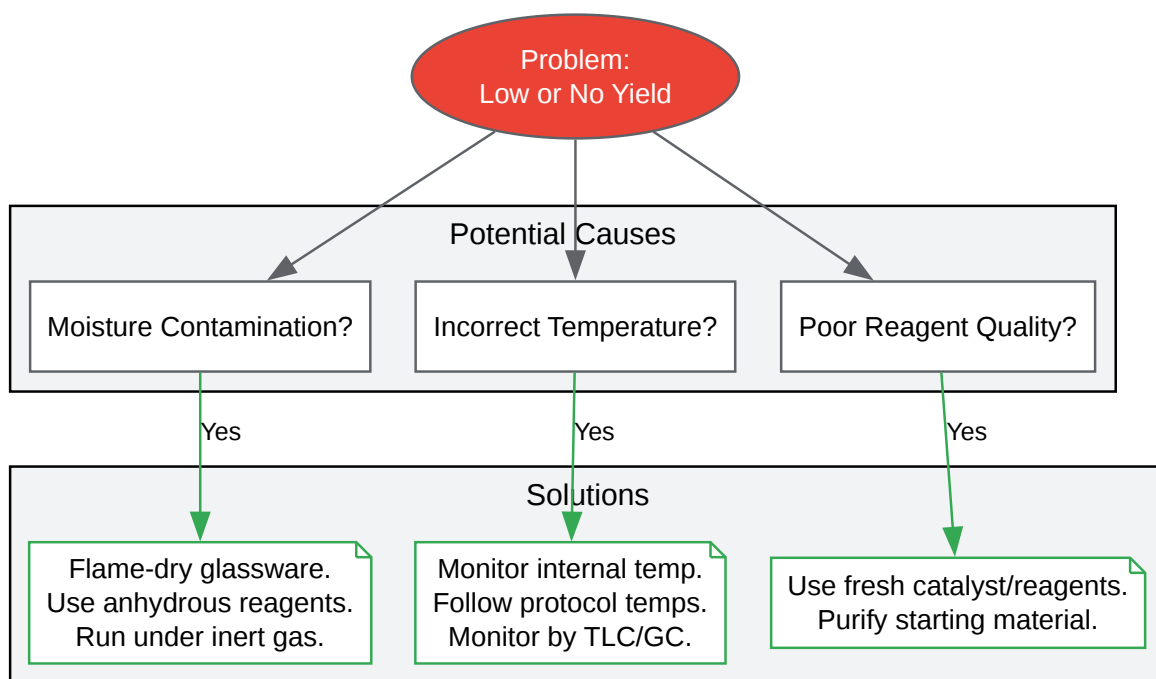 Problem:
Low or No Yield
Potential Causes
Moisture Contamination?
Incorrect Temperature?
Poor Reagent Quality?
Yes
Yes
Yes
Solutions
Flame-dry glassware.
Use anhydrous reagents.
Run under inert gas.
Monitor internal temp.
Follow protocol temps.
Monitor by TLC/GC.
Use fresh catalyst/reagents.
Purify starting material.